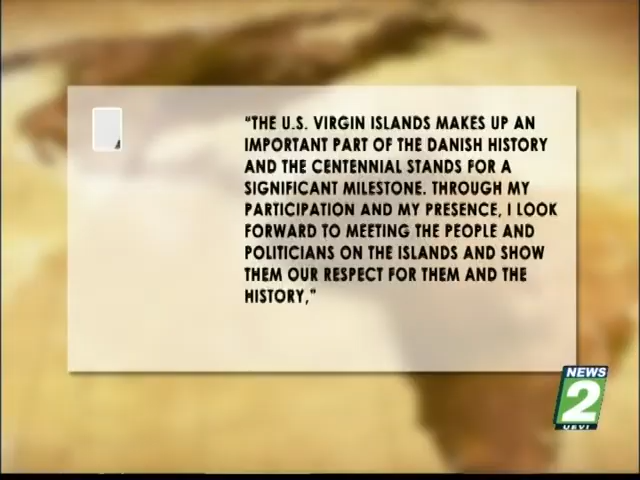 "THE U.S. VIRGIN ISLANDS MAKES UP AN
IMPORTANT PART OF THE DANISH HISTORY
AND THE CENTENNIAL STANDS FOR A
SIGNIFICANT MILESTONE. THROUGH MY
PARTICIPATION AND MY PRESENCE, I LOOK
FORWARD TO MEETING THE PEOPLE AND
POLITICIANS ON THE ISLANDS AND SHOW
THEM OUR RESPECT FOR THEM AND THE
HISTORY,"
NEWS
2